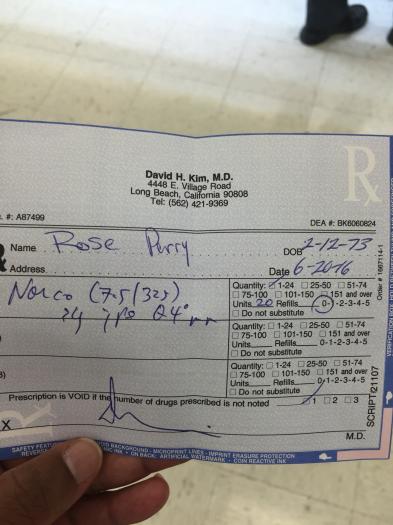 David H. Kim, M.D.
4448 E. Village Road
Long Beach, California 90808
Tel: (562) 421-9369
. #: A87499
DEA #: BK6060824
Name Rose Perry DOB 2-12-73
Address Date 6-2016
Norco (7.5/325)
Quantity: 1-24 25-50 51-74
75-100 101-150 151 and over
Units 20 Refills 0-1-2-3-4-5
Do not substitute
Quantity: 1-24 25-50 51-74
75-100 101-150 151 and over
Units Refills 0-1-2-3-4-5
Do not substitute
Quantity: 1-24 25-50 51-74
75-100 101-150 151 and over
Units Refills 0-1-2-3-4-5
Do not substitute
Prescription is VOID if the number of drugs prescribed is not noted 1 2 3
X M.D.
Order # 1667114-1
SCRIPT21107